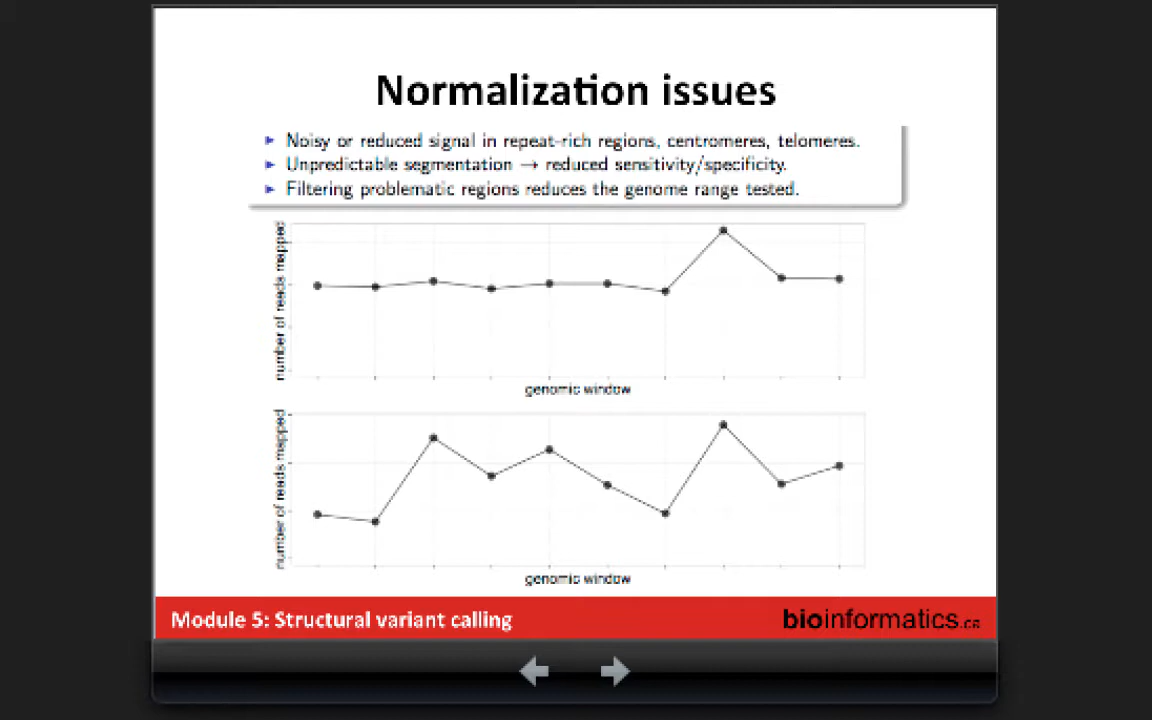 Normalization issues
Noisy or reduced signal in repeat-rich regions, centromeres, telomeres.
Unpredictable segmentation → reduced sensitivity/specificity.
Filtering problematic regions reduces the genome range tested.
number of reads mapped
genomic window
number of reads mapped
genomic window
Module 5: Structural variant calling
bioinformatics.ca